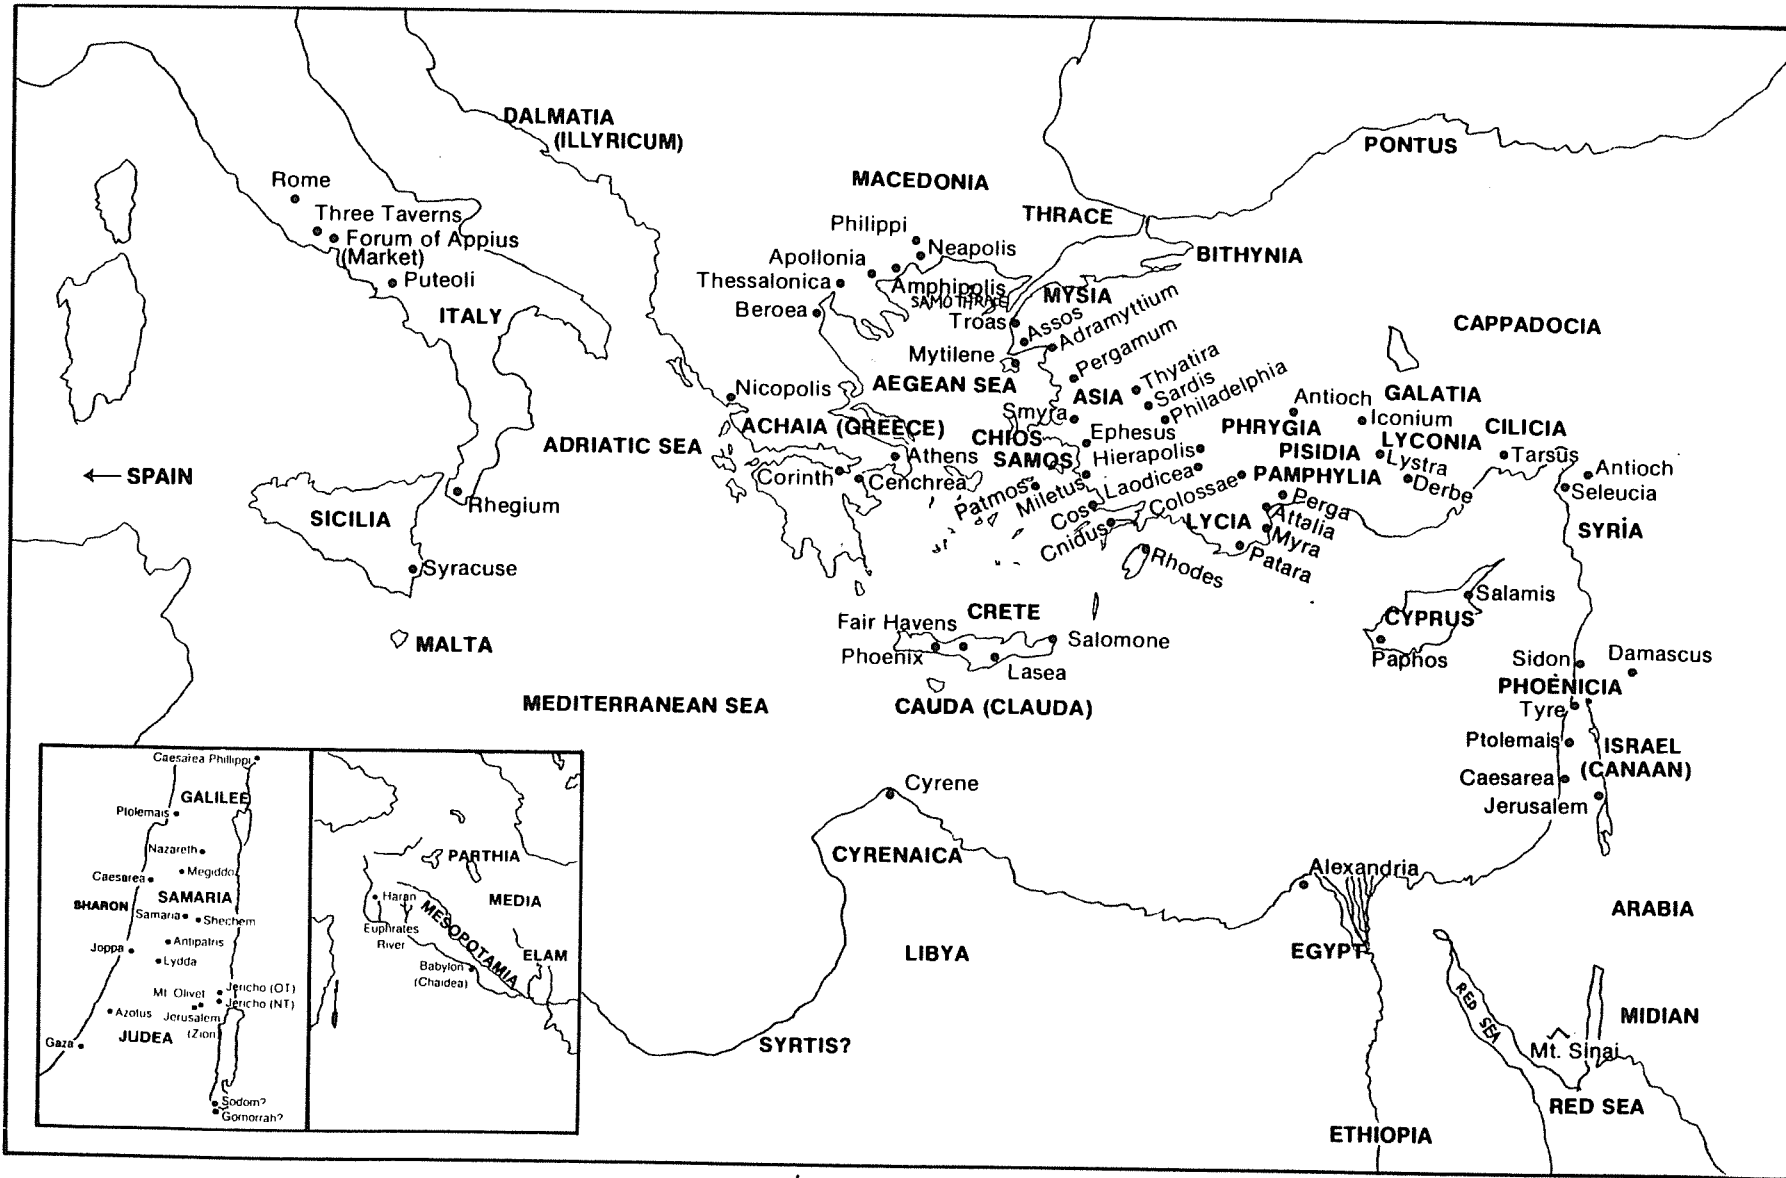 DALMATIA
(ILLYRICUM)
PONTUS
MACEDONIA
Rome
THRACE
Three Taverns
Philippi
Forum of Appius
(Market)
Neapolis
BITHYNIA
Apollonia
Puteoli
Thessalonica
Amphipolis
SAMOTHRACE
MYSIA
Beroea
ITALY
Troas
Assos
Adramyttium
CAPPADOCIA
Mytilene
Pergamum
AEGEAN SEA
Thyatira
Sardis
Philadelphia
Nicopolis
ASIA
Antioch
GALATIA
Smyra
Iconium
ACHAIA (GREECE)
CHIOS
Ephesus
PHRYGIA
CILICIA
LYCONIA
ADRIATIC SEA
Athens
SAMOS
Hierapolis
PISIDIA
Lystra
Tarsus
← SPAIN
Corinth
Cenchrea
Patmos
Miletus
Laodicea
Colossae
PAMPHYLIA
Derbe
Antioch
Seleucia
Rhegium
SICILIA
Cos
Cnidus
LYCIA
Perga
Attalia
Myra
Patara
SYRIA
Rhodes
Syracuse
Salamis
CRETE
CYPRUS
Fair Havens
MALTA
Phoenix
Salomone
Lasea
Paphos
Sidon
Damascus
PHOENICIA
MEDITERRANEAN SEA
CAUDA (CLAUDA)
Tyre
Ptolemais
ISRAEL
(CANAAN)
Caesarea
Cyrene
Jerusalem
CYRENAICA
Alexandria
ARABIA
LIBYA
EGYPT
RED SEA
MIDIAN
SYRTIS?
Mt. Sinai
RED SEA
ETHIOPIA
Caesarea Phillippi
GALILEE
Ptolemais
Nazareth
Megiddo
Caesarea
SAMARIA
SHARON
Samaria
Shechem
Antipatris
Joppa
Lydda
Jericho (OT)
Mt. Olivet
Jericho (NT)
Azotus
Jerusalem
(Zion)
JUDEA
Gaza
Sodom?
Gomorrah?
PARTHIA
Haran
MEDIA
MESOPOTAMIA
Euphrates
River
ELAM
Babylon
(Chaldea)